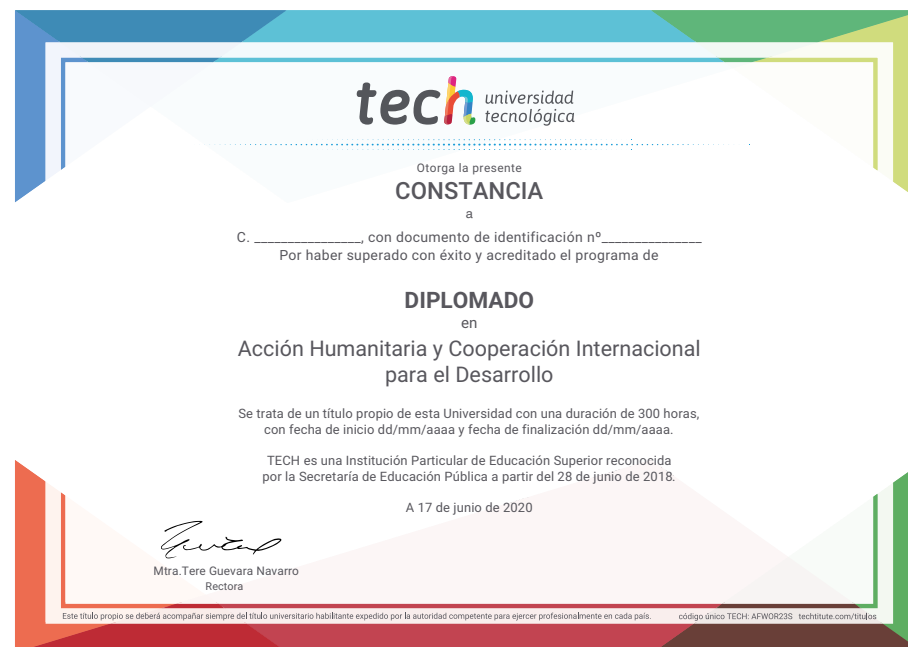 tech universidad
tecnológica
Otorga la presente
CONSTANCIA
a
C. ________________, con documento de identificación nº_______________
Por haber superado con éxito y acreditado el programa de
DIPLOMADO
en
Acción Humanitaria y Cooperación Internacional
para el Desarrollo
Se trata de un título propio de esta Universidad con una duración de 300 horas,
con fecha de inicio dd/mm/aaaa y fecha de finalización dd/mm/aaaa.
TECH es una Institución Particular de Educación Superior reconocida
por la Secretaría de Educación Pública a partir del 28 de junio de 2018.
A 17 de junio de 2020
Mtra.Tere Guevara Navarro
Rectora
Este título propio se deberá acompañar siempre del título universitario habilitante expedido por la autoridad competente para ejercer profesionalmente en cada país. código único TECH: AFWOR23S techtitute.com/titulos